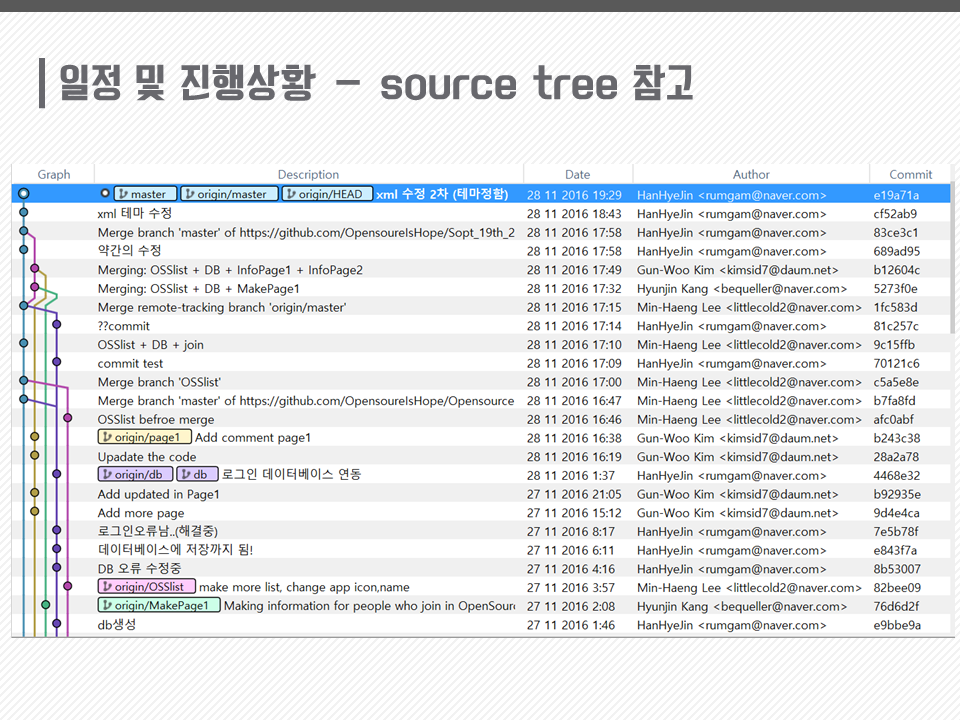 일정 및 진행상황 - source tree 참고
Graph Description Date Author Commit
master origin/master origin/HEAD xml 수정 2차 (테마정함) 28 11 2016 19:29 HanHyeJin <rumgam@naver.com> e19a71a
xml 테마 수정 28 11 2016 18:43 HanHyeJin <rumgam@naver.com> cf52ab9
Merge branch 'master' of https://github.com/OpensoureIsHope/Sopt_19th_2 28 11 2016 17:58 HanHyeJin <rumgam@naver.com> 83ce3c1
약간의 수정 28 11 2016 17:58 HanHyeJin <rumgam@naver.com> 689ad95
Merging: OSSlist + DB + InfoPage1 + InfoPage2 28 11 2016 17:49 Gun-Woo Kim <kimsid7@daum.net> b12604c
Merging: OSSlist + DB + MakePage1 28 11 2016 17:32 Hyunjin Kang <bequeller@naver.com> 5273f0e
Merge remote-tracking branch 'origin/master' 28 11 2016 17:15 Min-Haeng Lee <littlecold2@naver.com> 1fc583d
??commit 28 11 2016 17:14 HanHyeJin <rumgam@naver.com> 81c257c
OSSlist + DB + join 28 11 2016 17:10 Min-Haeng Lee <littlecold2@naver.com> 9c15ffb
commit test 28 11 2016 17:09 HanHyeJin <rumgam@naver.com> 70121c6
Merge branch 'OSSlist' 28 11 2016 17:00 Min-Haeng Lee <littlecold2@naver.com> c5a5e8e
Merge branch 'master' of https://github.com/OpensoureIsHope/Opensource 28 11 2016 16:47 Min-Haeng Lee <littlecold2@naver.com> b7fa8fd
OSSlist befroe merge 28 11 2016 16:46 Min-Haeng Lee <littlecold2@naver.com> afc0abf
origin/page1 Add comment page1 28 11 2016 16:38 Gun-Woo Kim <kimsid7@daum.net> b243c38
Upadate the code 28 11 2016 16:19 Gun-Woo Kim <kimsid7@daum.net> 28a2a78
origin/db db 로그인 데이터베이스 연동 28 11 2016 1:37 HanHyeJin <rumgam@naver.com> 4468e32
Add updated in Page1 27 11 2016 21:05 Gun-Woo Kim <kimsid7@daum.net> b92935e
Add more page 27 11 2016 15:12 Gun-Woo Kim <kimsid7@daum.net> 9d4e4ca
로그인오류남..(해결중) 27 11 2016 8:17 HanHyeJin <rumgam@naver.com> 7e5b78f
데이터베이스에 저장까지 됨! 27 11 2016 6:11 HanHyeJin <rumgam@naver.com> e843f7a
DB 오류 수정중 27 11 2016 4:16 HanHyeJin <rumgam@naver.com> 8b53007
origin/OSSlist make more list, change app icon,name 27 11 2016 3:57 Min-Haeng Lee <littlecold2@naver.com> 82bee09
origin/MakePage1 Making information for people who join in OpenSourc 27 11 2016 2:08 Hyunjin Kang <bequeller@naver.com> 76d6d2f
db생성 27 11 2016 1:46 HanHyeJin <rumgam@naver.com> e9bbe9a